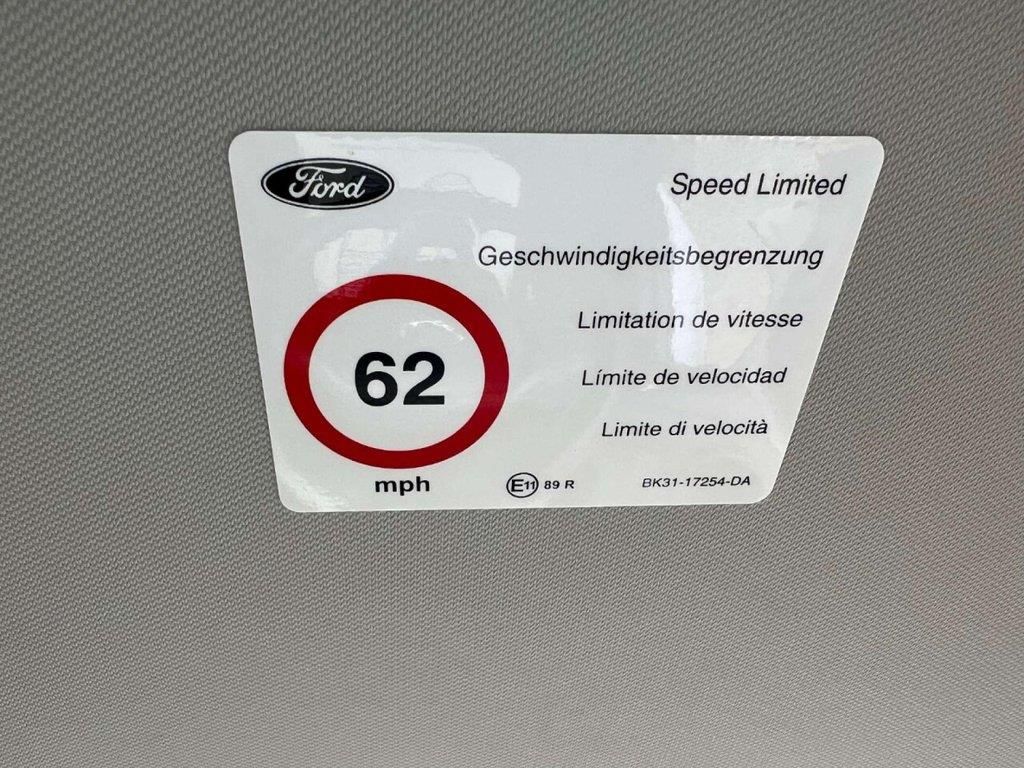 Ford
Speed Limited
Geschwindigkeitsbegrenzung
Limitation de vitesse
62
Límite de velocidad
Limite di velocità
mph
E11 89 R
BK31-17254-DA